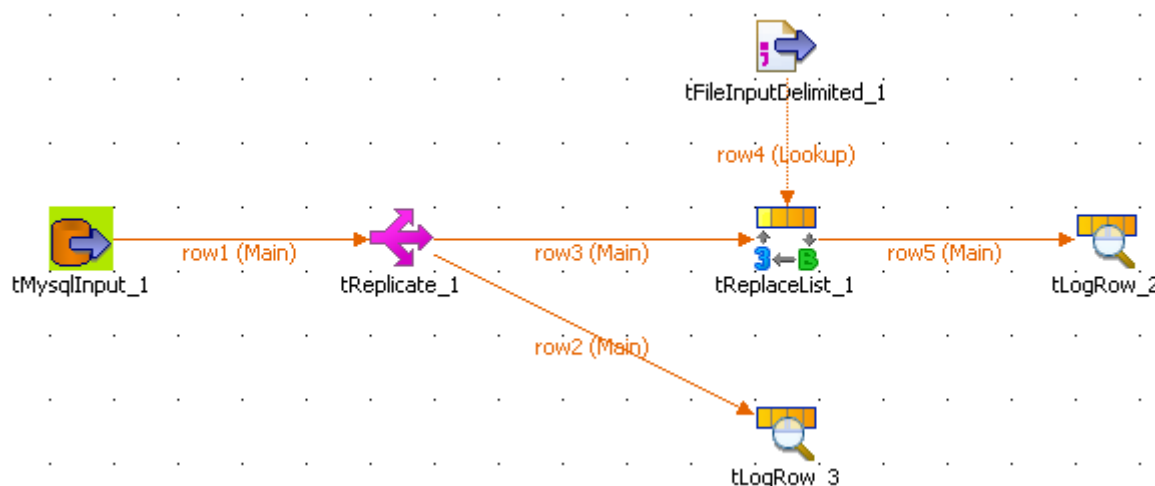 tFileInputDelimited_1
row4 (Lookup)
row1 (Main)
row3 (Main)
row5 (Main)
tMysqlInput_1
tReplicate_1
tReplaceList_1
tLogRow_2
row2 (Main)
tLogRow_3